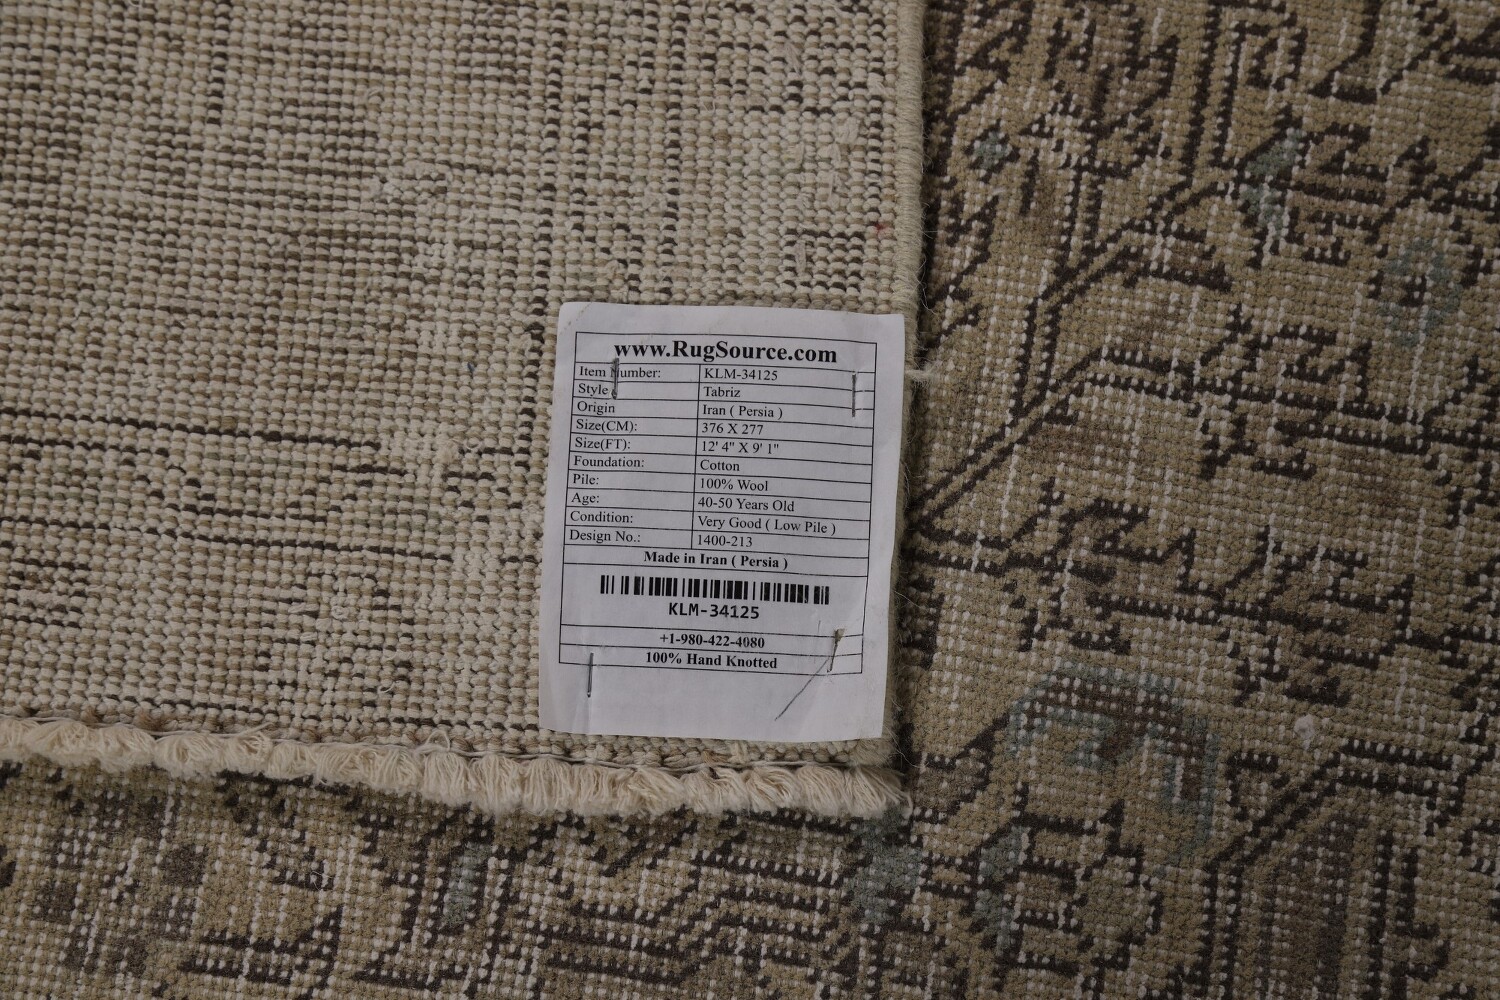 www.RugSource.com
Item Number: KLM-34125
Style Tabriz
Origin Iran ( Persia )
Size(CM): 376 X 277
Size(FT): 12' 4" X 9' 1"
Foundation: Cotton
Pile: 100% Wool
Age: 40-50 Years Old
Condition: Very Good ( Low Pile )
Design No.: 1400-213
Made in Iran ( Persia )
KLM-34125
+1-980-422-4080
100% Hand Knotted